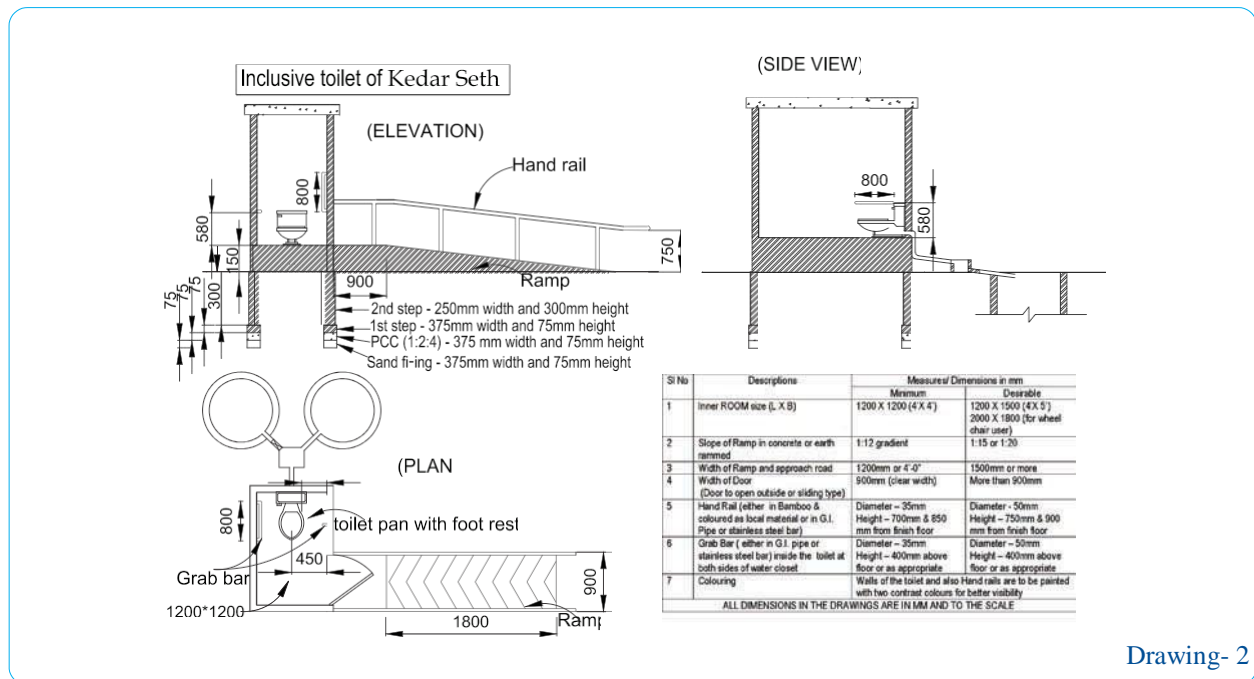 Inclusive toilet of Kedar Seth
(ELEVATION)
Hand rail
800
580
150
300
75
75
75
900
750
Ramp
2nd step - 250mm width and 300mm height
1st step - 375mm width and 75mm height
PCC (1:2:4) - 375 mm width and 75mm height
Sand fi-ing - 375mm width and 75mm height
(SIDE VIEW)
800
580
(PLAN
800
toilet pan with foot rest
450
Grab bar
1200*1200
900
1800
Ramp
Sl No Descriptions Measures/ Dimensions in mm
Minimum Desirable
1 Inner ROOM size (L X B) 1200 X 1200 (4'X 4') 1200 X 1500 (4'X 5')
2000 X 1800 (for wheel
chair user)
2 Slope of Ramp in concrete or earth 1:12 gradient 1:15 or 1:20
rammed
3 Width of Ramp and approach road 1200mm or 4'-0" 1500mm or more
4 Width of Door 900mm (clear width) More than 900mm
(Door to open outside or sliding type)
5 Hand Rail (either in Bamboo & Diameter – 35mm Diameter - 50mm
coloured as local material or in G.I. Height – 700mm & 850 Height – 750mm & 900
Pipe or stainless steel bar) mm from finish floor mm from finish floor
6 Grab Bar ( either in G.I. pipe or Diameter – 35mm Diameter – 50mm
stainless steel bar) inside the toilet at Height – 400mm above Height – 400mm above
both sides of water closet floor or as appropriate floor or as appropriate
7 Colouring Walls of the toilet and also Hand rails are to be painted
with two contrast colours for better visibility
ALL DIMENSIONS IN THE DRAWINGS ARE IN MM AND TO THE SCALE
Drawing- 2